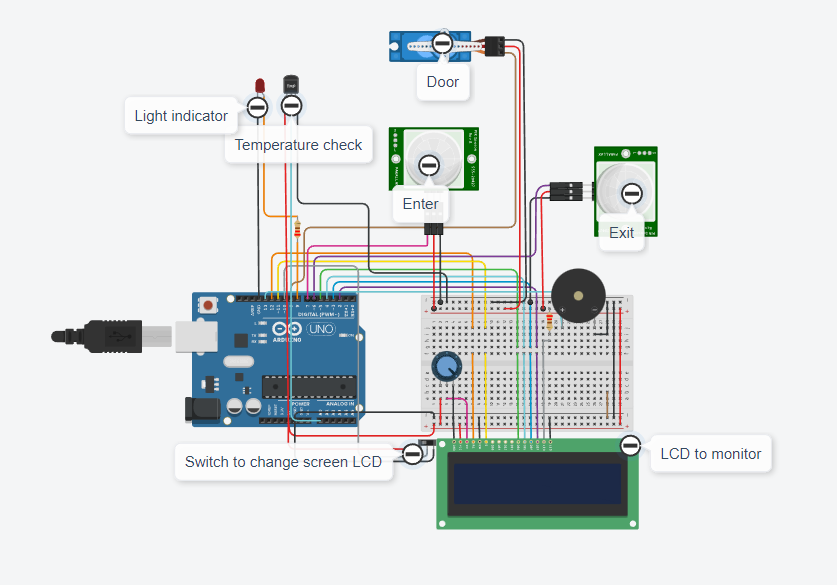 Door
Light indicator
TMP
Temperature check
Enter
Exit
DIGITAL (PWM~)
UNO
ARDUINO
POWER
ANALOG IN
Switch to change screen LCD
LCD to monitor